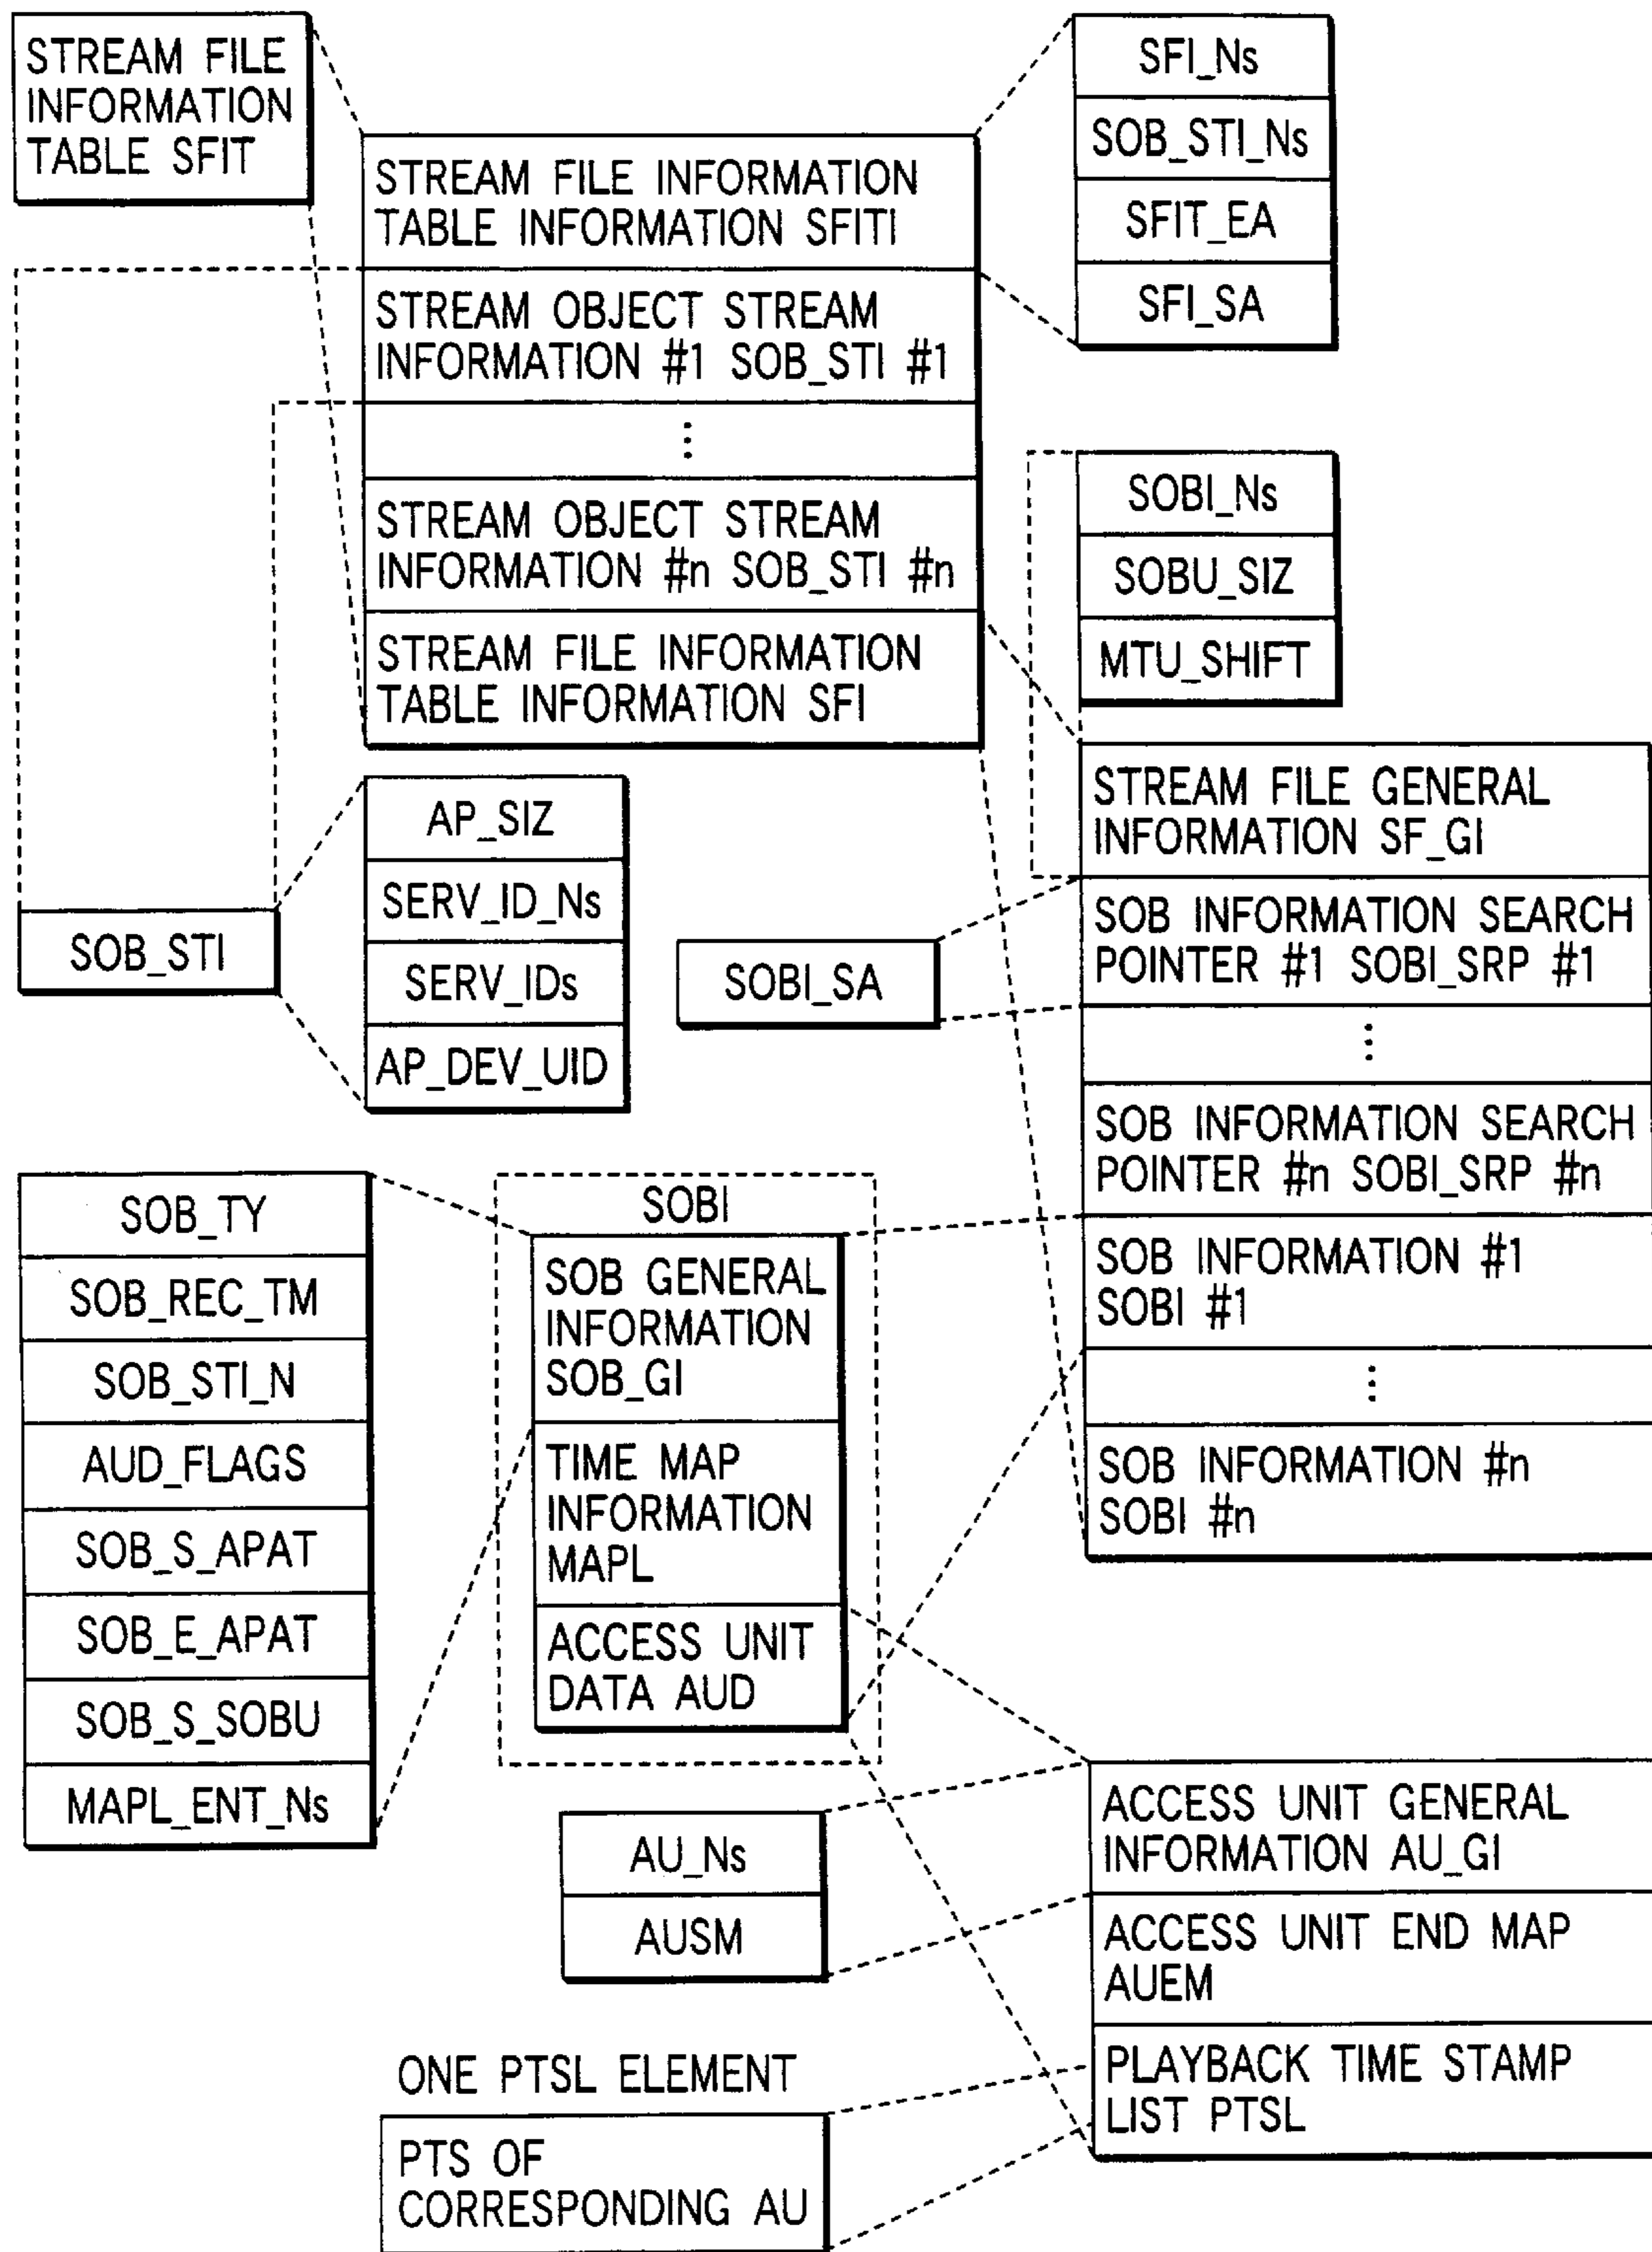 STREAM FILE
INFORMATION
TABLE SFIT
STREAM FILE INFORMATION
TABLE INFORMATION SFITI
STREAM OBJECT STREAM
INFORMATION #1 SOB_STI #1
⋮
STREAM OBJECT STREAM
INFORMATION #n SOB_STI #n
STREAM FILE INFORMATION
TABLE INFORMATION SFI
SFI_Ns
SOB_STI_Ns
SFIT_EA
SFI_SA
SOBI_Ns
SOBU_SIZ
MTU_SHIFT
SOB_STI
AP_SIZ
SERV_ID_Ns
SERV_IDs
AP_DEV_UID
SOBI_SA
STREAM FILE GENERAL
INFORMATION SF_GI
SOB INFORMATION SEARCH
POINTER #1 SOBI_SRP #1
⋮
SOB INFORMATION SEARCH
POINTER #n SOBI_SRP #n
SOB INFORMATION #1
SOBI #1
⋮
SOB INFORMATION #n
SOBI #n
SOB_TY
SOB_REC_TM
SOB_STI_N
AUD_FLAGS
SOB_S_APAT
SOB_E_APAT
SOB_S_SOBU
MAPL_ENT_Ns
SOBI
SOB GENERAL
INFORMATION
SOB_GI
TIME MAP
INFORMATION
MAPL
ACCESS UNIT
DATA AUD
AU_Ns
AUSM
ACCESS UNIT GENERAL
INFORMATION AU_GI
ACCESS UNIT END MAP
AUEM
PLAYBACK TIME STAMP
LIST PTSL
ONE PTSL ELEMENT
PTS OF
CORRESPONDING AU